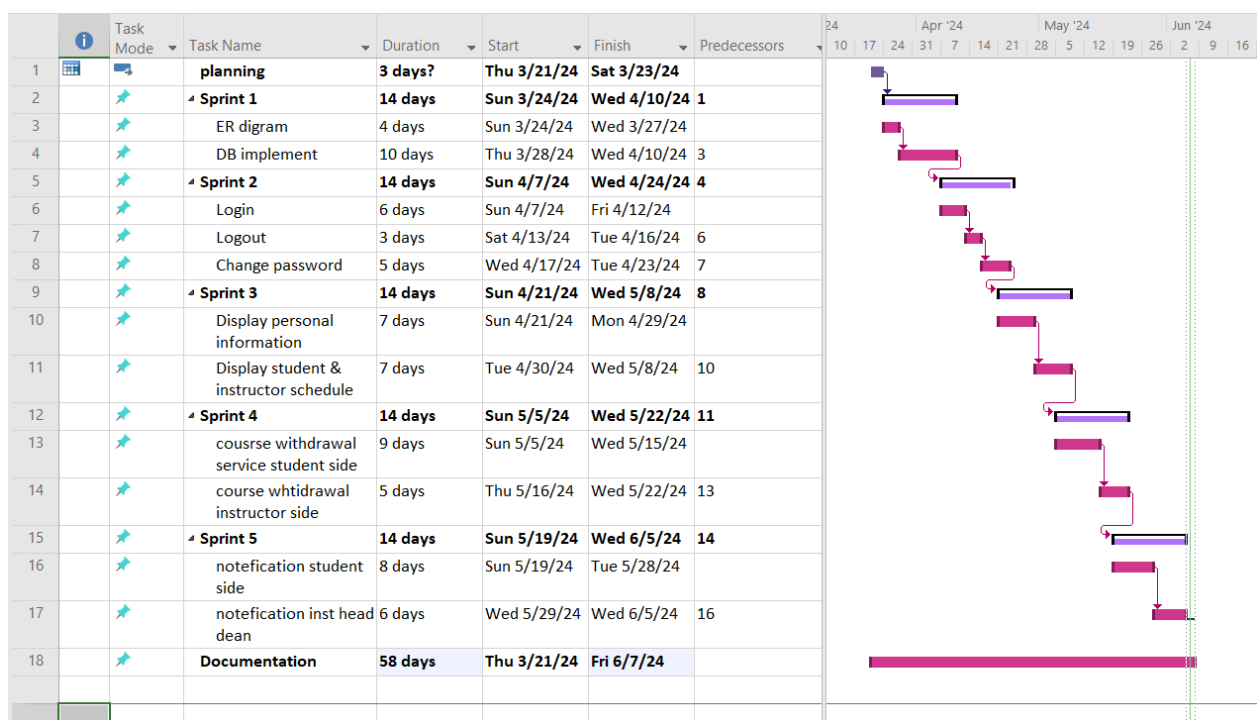 Task Mode Task Name Duration Start Finish Predecessors
24 Apr '24 May '24 Jun '24
10 17 24 31 7 14 21 28 5 12 19 26 2 9 16
1 planning 3 days? Thu 3/21/24 Sat 3/23/24
2 Sprint 1 14 days Sun 3/24/24 Wed 4/10/24 1
3 ER digram 4 days Sun 3/24/24 Wed 3/27/24
4 DB implement 10 days Thu 3/28/24 Wed 4/10/24 3
5 Sprint 2 14 days Sun 4/7/24 Wed 4/24/24 4
6 Login 6 days Sun 4/7/24 Fri 4/12/24
7 Logout 3 days Sat 4/13/24 Tue 4/16/24 6
8 Change password 5 days Wed 4/17/24 Tue 4/23/24 7
9 Sprint 3 14 days Sun 4/21/24 Wed 5/8/24 8
10 Display personal information 7 days Sun 4/21/24 Mon 4/29/24
11 Display student & instructor schedule 7 days Tue 4/30/24 Wed 5/8/24 10
12 Sprint 4 14 days Sun 5/5/24 Wed 5/22/24 11
13 cousrse withdrawal service student side 9 days Sun 5/5/24 Wed 5/15/24
14 course whtidrawal instructor side 5 days Thu 5/16/24 Wed 5/22/24 13
15 Sprint 5 14 days Sun 5/19/24 Wed 6/5/24 14
16 notefication student side 8 days Sun 5/19/24 Tue 5/28/24
17 notefication inst head dean 6 days Wed 5/29/24 Wed 6/5/24 16
18 Documentation 58 days Thu 3/21/24 Fri 6/7/24